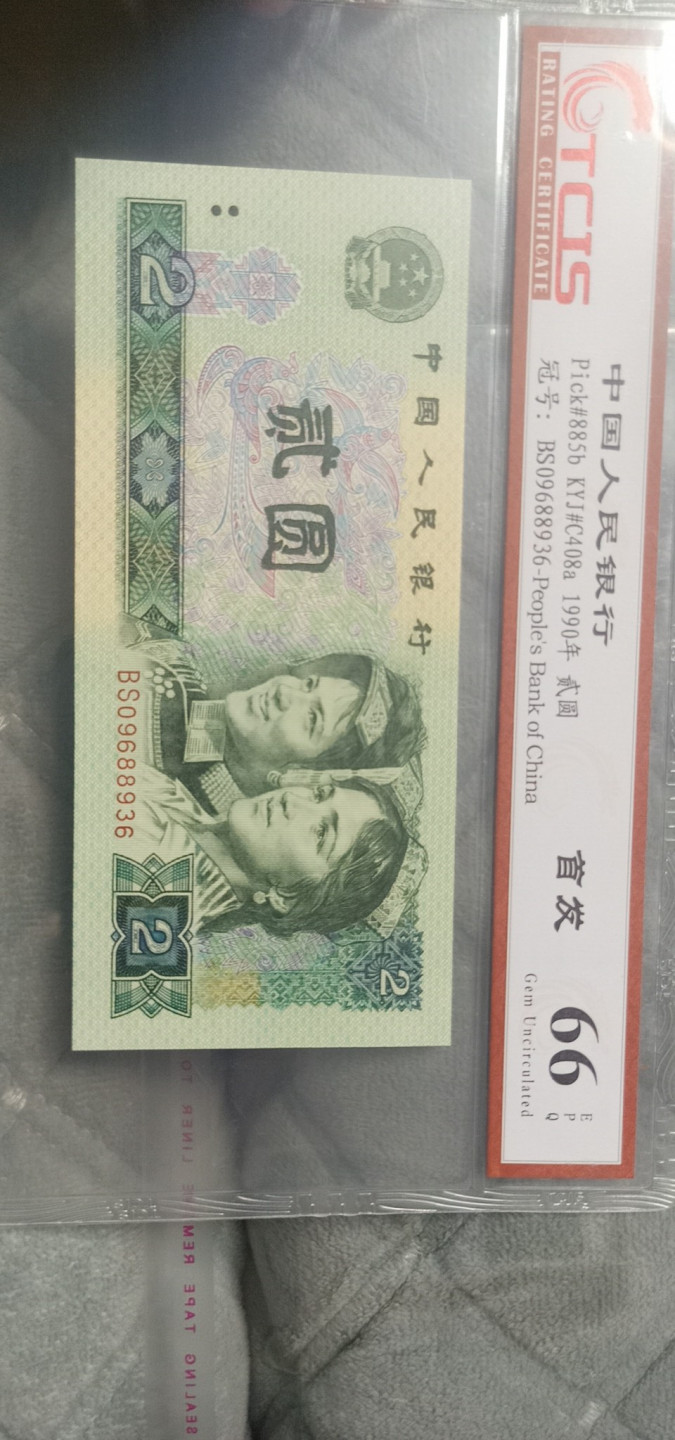 TCIS
RATING CERTIFICATE
中国人民银行
Pick#885b KYJ#C408a 1990年 贰圆
冠号: BS09688936-People's Bank of China
首发
66
EPQ
Gem Uncirculated
中国人民银行
贰圆
2
BS09688936
2
2
LINER
TAPE
SEALING